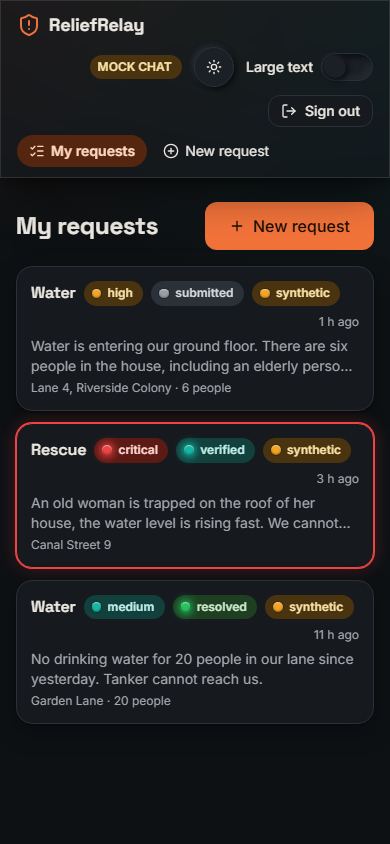 ReliefRelay
MOCK CHAT Large text
Sign out
My requests New request
My requests + New request
Water high submitted synthetic
1 h ago
Water is entering our ground floor. There are six
people in the house, including an elderly perso...
Lane 4, Riverside Colony · 6 people
Rescue critical verified synthetic
3 h ago
An old woman is trapped on the roof of her
house, the water level is rising fast. We cannot...
Canal Street 9
Water medium resolved synthetic
11 h ago
No drinking water for 20 people in our lane since
yesterday. Tanker cannot reach us.
Garden Lane · 20 people